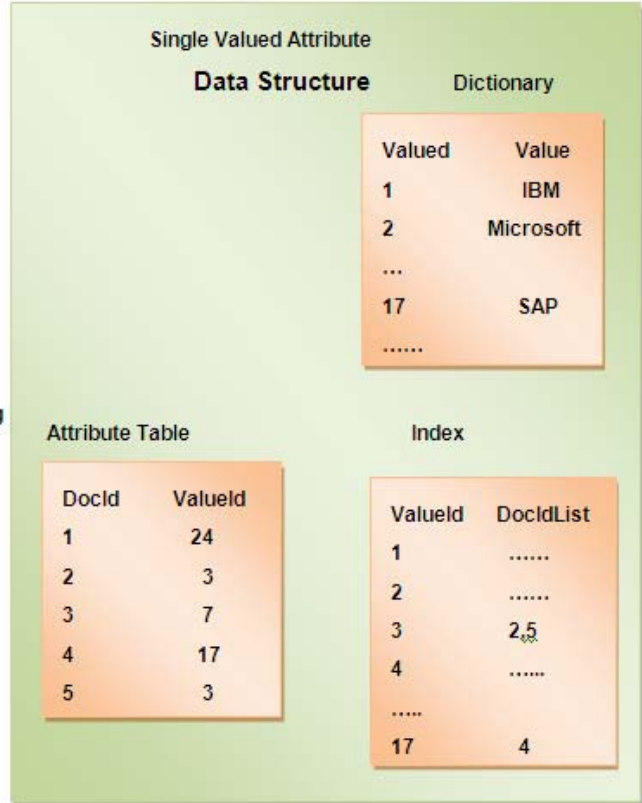 Single Valued Attribute
Data Structure
Dictionary
Valued Value
1 IBM
2 Microsoft
...
17 SAP
......
g
Attribute Table
DocId ValueId
1 24
2 3
3 7
4 17
5 3
Index
ValueId DocIdList
1 ......
2 ......
3 2,5
4 ......
.....
17 4